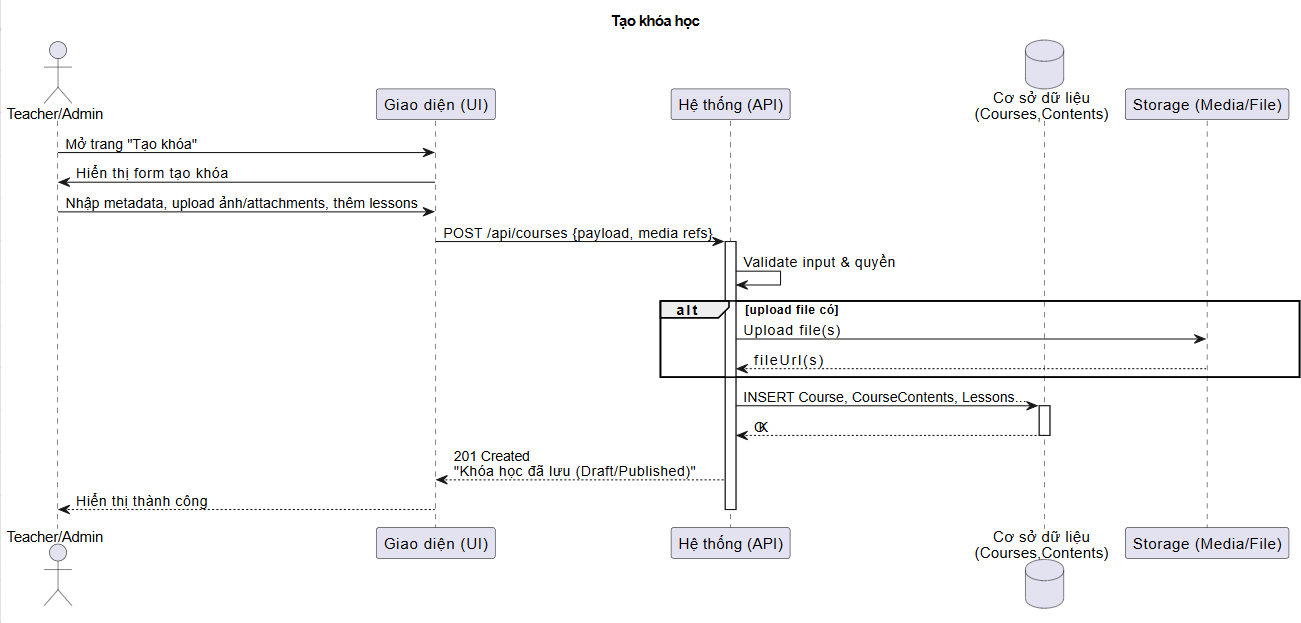 Tạo khóa học
Teacher/Admin
Giao diện (UI)
Hệ thống (API)
Cơ sở dữ liệu
(Courses,Contents)
Storage (Media/File)
Mở trang "Tạo khóa"
Hiển thị form tạo khóa
Nhập metadata, upload ảnh/attachments, thêm lessons
POST /api/courses {payload, media refs}
Validate input & quyền
alt
[upload file có]
Upload file(s)
fileUrl(s)
INSERT Course, CourseContents, Lessons...
OK
201 Created
"Khóa học đã lưu (Draft/Published)"
Hiển thị thành công
Teacher/Admin
Giao diện (UI)
Hệ thống (API)
Cơ sở dữ liệu
(Courses,Contents)
Storage (Media/File)